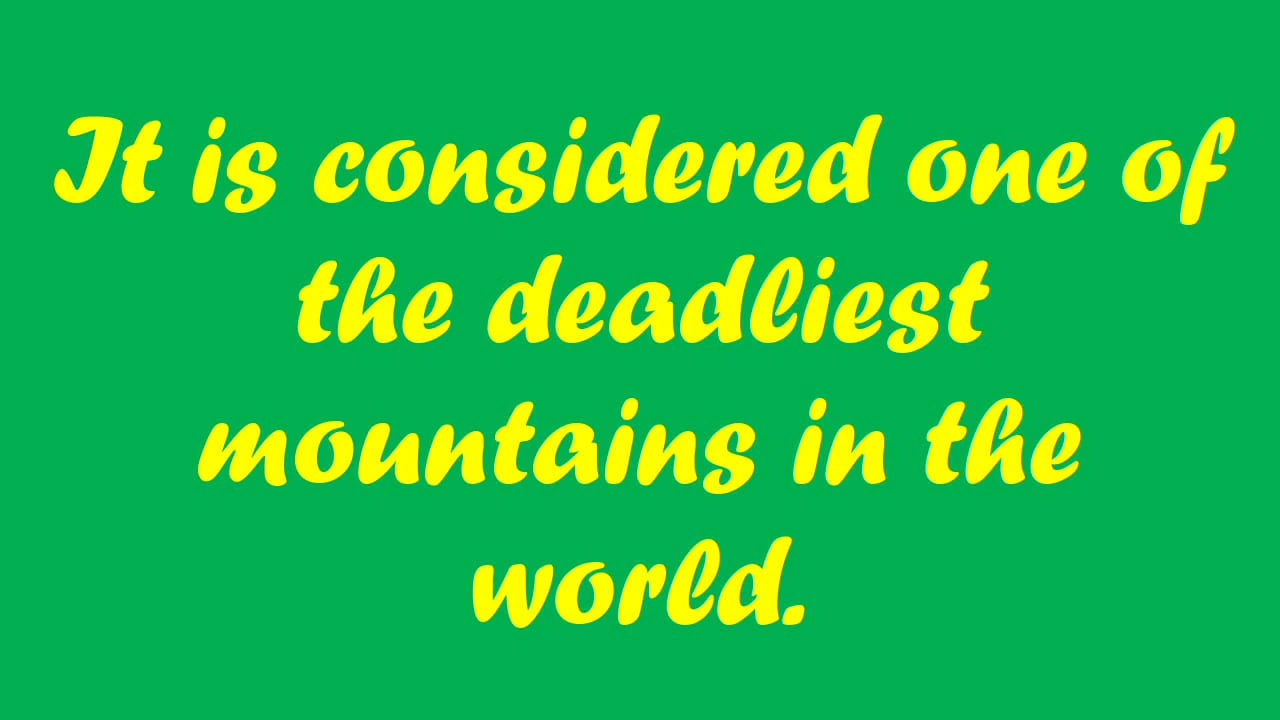 It is considered one of
the deadliest
mountains in the
world.